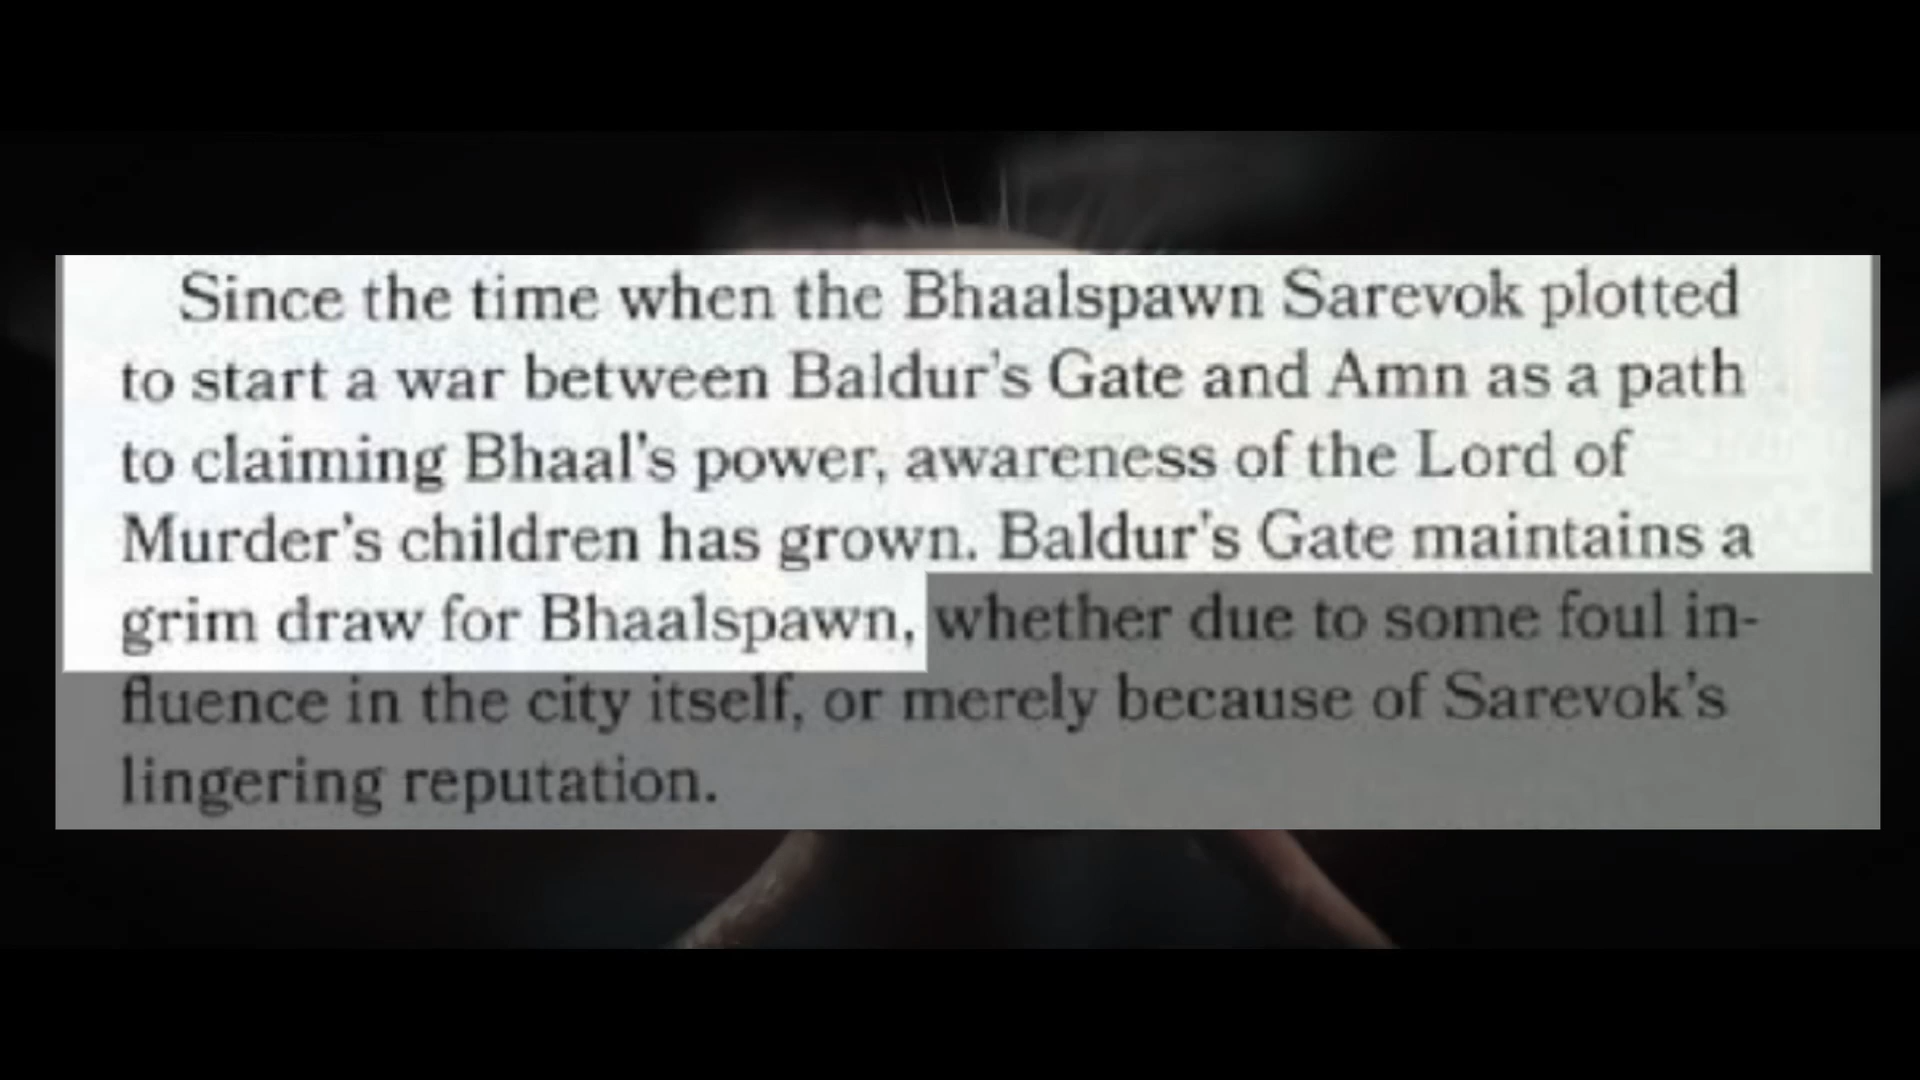 Since the time when the Bhaalspawn Sarevok plotted
to start a war between Baldur's Gate and Amn as a path
to claiming Bhaal's power, awareness of the Lord of
Murder's children has grown. Baldur's Gate maintains a
grim draw for Bhaalspawn, whether due to some foul in-
fluence in the city itself, or merely because of Sarevok's
lingering reputation.